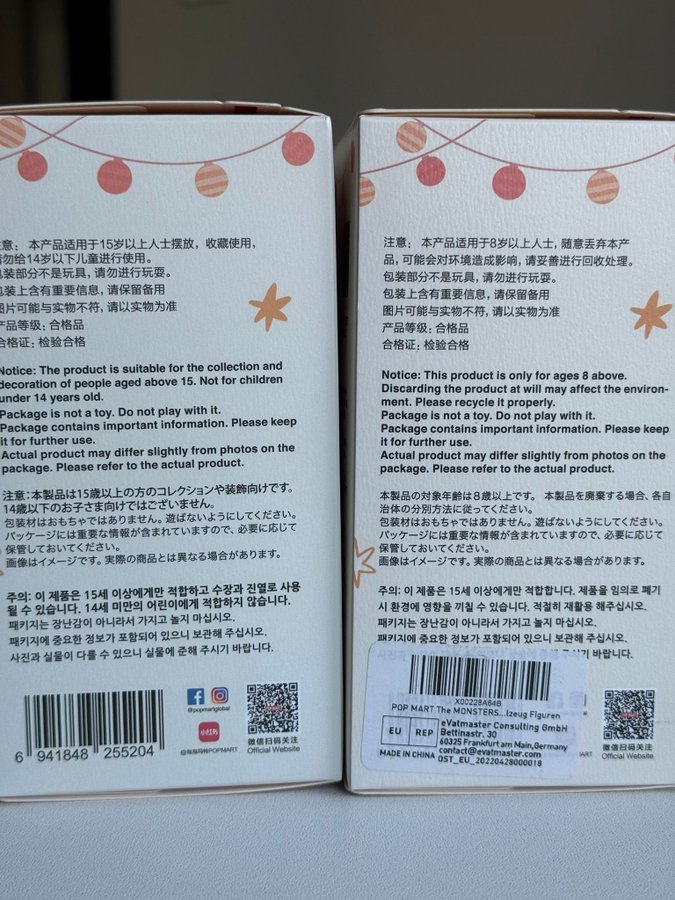 意： 本产品适用于15岁以上人士摆放，收藏使用，
请勿给14岁以下儿童进行使用。
包装部分不是玩具，请勿进行玩耍。
包装上含有重要信息，请保留备用
图片可能与实物不符，请以实物为准
产品等级：合格品
合格证：检验合格
Notice: The product is suitable for the collection and
decoration of people aged above 15. Not for children
under 14 years old.
Package is not a toy. Do not play with it.
Package contains important information. Please keep
it for further use.
Actual product may differ slightly from photos on the
package. Please refer to the actual product.
注意：本製品は15歳以上の方のコレクションや装飾向けです。
14歳以下のお子さま向けではございません。
包装材はおもちゃではありません。遊ばないようにしてください。
パッケージには重要な情報が含まれていますので、必要に応じて
保管しておいてください。
画像はイメージです。実際の商品とは異なる場合があります。
주의: 이 제품은 15세 이상에게만 적합하고 수장과 진열로 사용
될 수 있습니다. 14세 미만의 어린이에게 적합하지 않습니다.
패키지는 장난감이 아니라서 가지고 놀지 마십시오.
패키지에 중요한 정보가 포함되어 있으니 보관해 주십시오.
사진과 실물이 다를 수 있으니 실물에 준해 주시기 바랍니다.
6 941848 255204
@popmartglobal
小红书
@泡泡玛特POPMART
微信扫码关注
Official Website
注意： 本产品适用于8岁以上人士，随意丢弃本产
品，可能会对环境造成影响，请妥善进行回收处理。
包装部分不是玩具，请勿进行玩耍。
包装上含有重要信息，请保留备用
图片可能与实物不符，请以实物为准
产品等级：合格品
合格证：检验合格
Notice: This product is only for ages 8 above.
Discarding the product at will may affect the environ-
ment. Please recycle it properly.
Package is not a toy. Do not play with it.
Package contains important information. Please keep
it for further use.
Actual product may differ slightly from photos on the
package. Please refer to the actual product.
本製品の対象年齢は8歳以上です。 本製品を廃棄する場合、各自
治体の分別方法に従ってください。
包装材はおもちゃではありません。遊ばないようにしてください。
パッケージには重要な情報が含まれていますので、必要に応じて
保管しておいてください。
画像はイメージです。実際の商品とは異なる場合があります。
주의: 이 제품은 15세 이상에게만 적합합니다. 제품을 임의로 폐기
시 환경에 영향을 끼칠 수 있습니다. 적절히 재활용 해주십시오.
패키지는 장난감이 아니라서 가지고 놀지 마십시오.
패키지에 중요한 정보가 포함되어 있으니 보관해 주십시오.
X00228A84B
POP MART The MONSTERS...lzeug Figuren
EU REP
eVatmaster Consulting GmbH
Bettinastr. 30
60325 Frankfurt am Main,Germany
contact@evatmaster.com
MADE IN CHINA
OST_EU_20220428000018
微信扫码关注
Official Website